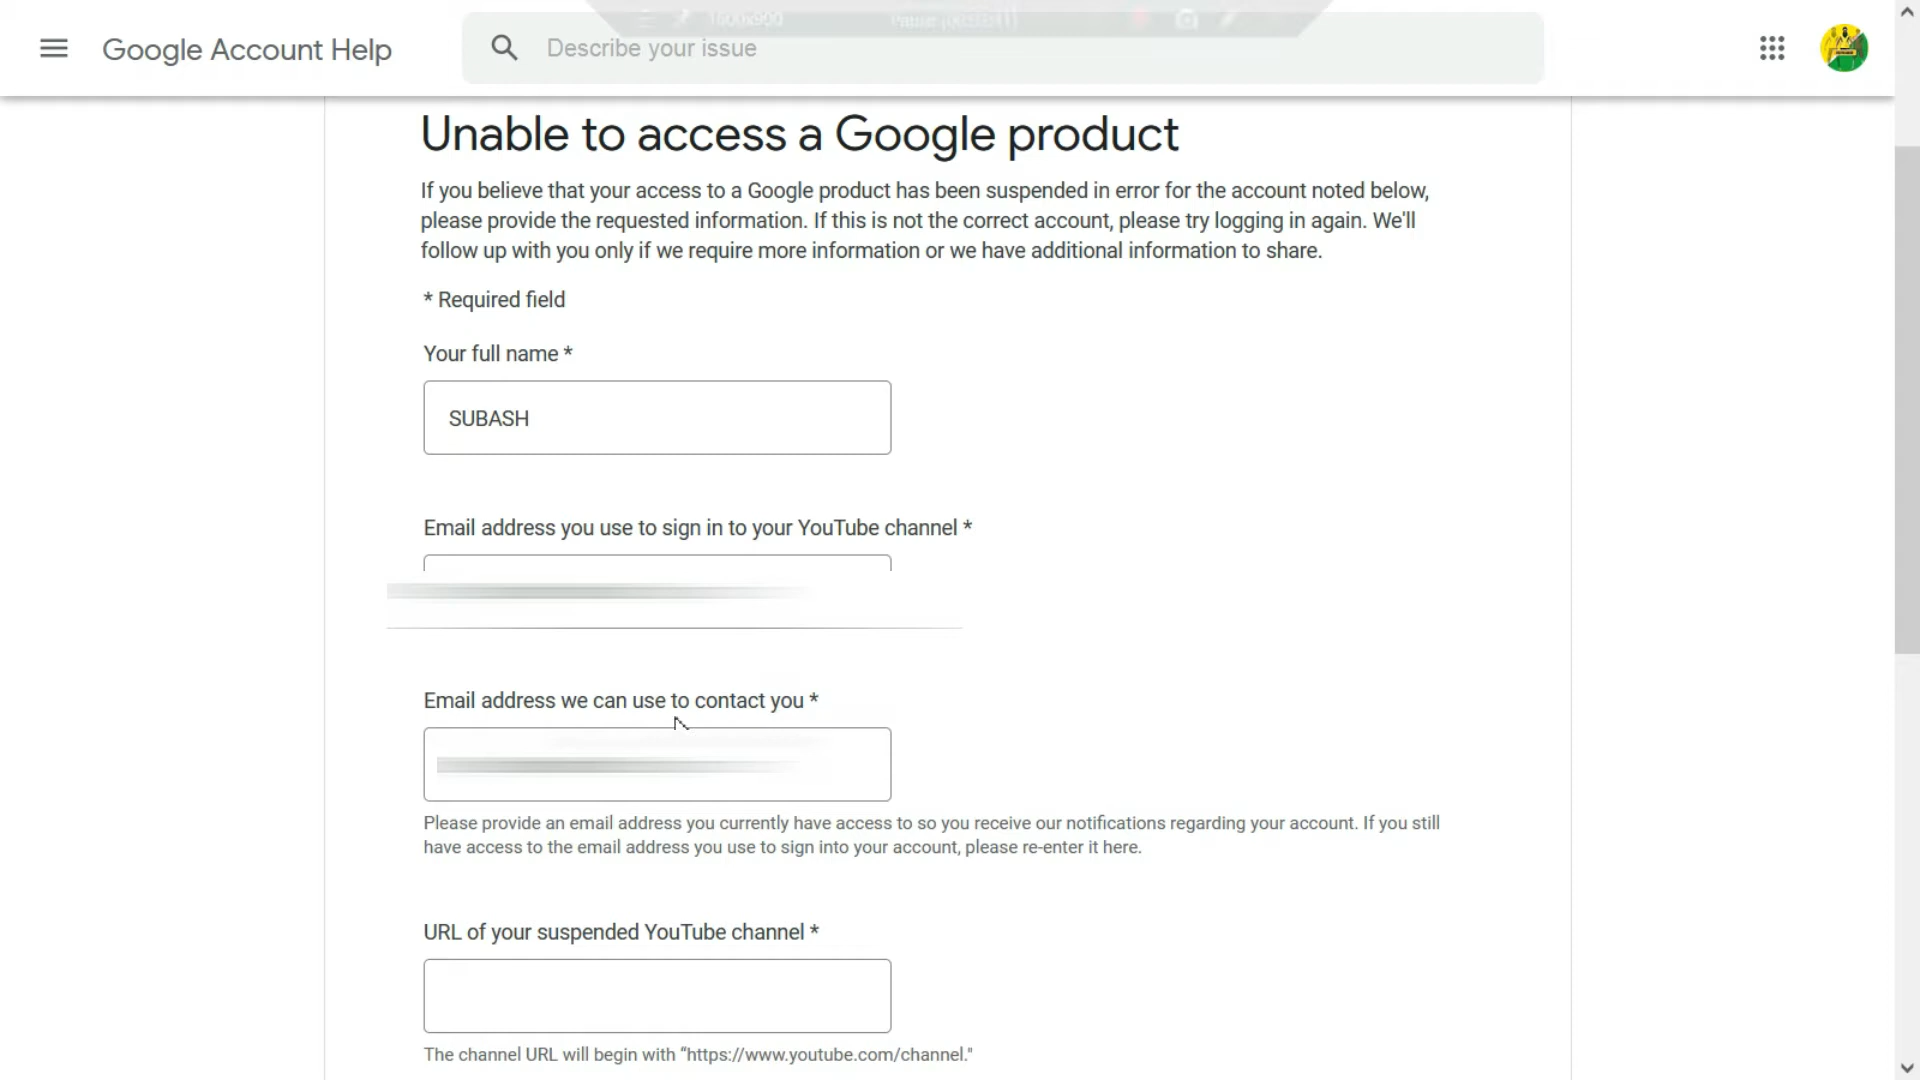 1600x900
Google Account Help
Describe your issue
Unable to access a Google product
If you believe that your access to a Google product has been suspended in error for the account noted below,
please provide the requested information. If this is not the correct account, please try logging in again. We'll
follow up with you only if we require more information or we have additional information to share.
* Required field
Your full name *
SUBASH
Email address you use to sign in to your YouTube channel *
Email address we can use to contact you *
Please provide an email address you currently have access to so you receive our notifications regarding your account. If you still
have access to the email address you use to sign into your account, please re-enter it here.
URL of your suspended YouTube channel *
The channel URL will begin with “https://www.youtube.com/channel."